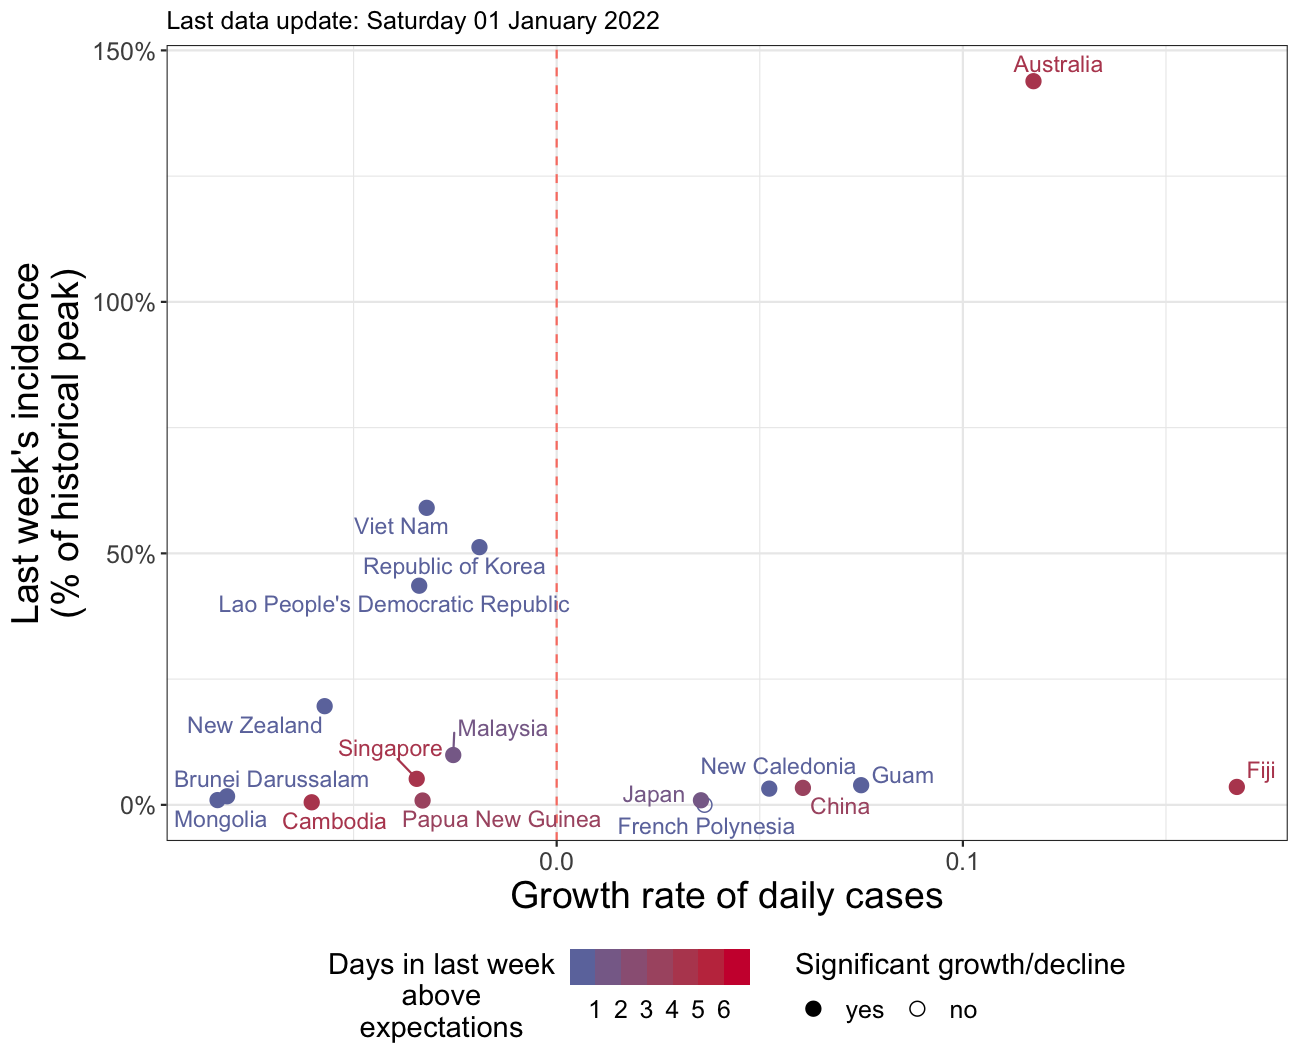 Last data update: Saturday 01 January 2022
150%
100%
50%
0%
Last week's incidence
(% of historical peak)
Australia
Viet Nam
Republic of Korea
Lao People's Democratic Republic
New Zealand
Malaysia
Singapore
Brunei Darussalam
Mongolia
Cambodia
Papua New Guinea
New Caledonia
Guam
Fiji
Japan
China
French Polynesia
0.0
0.1
Growth rate of daily cases
Days in last week
above
expectations
1 2 3 4 5 6
Significant growth/decline
yes no